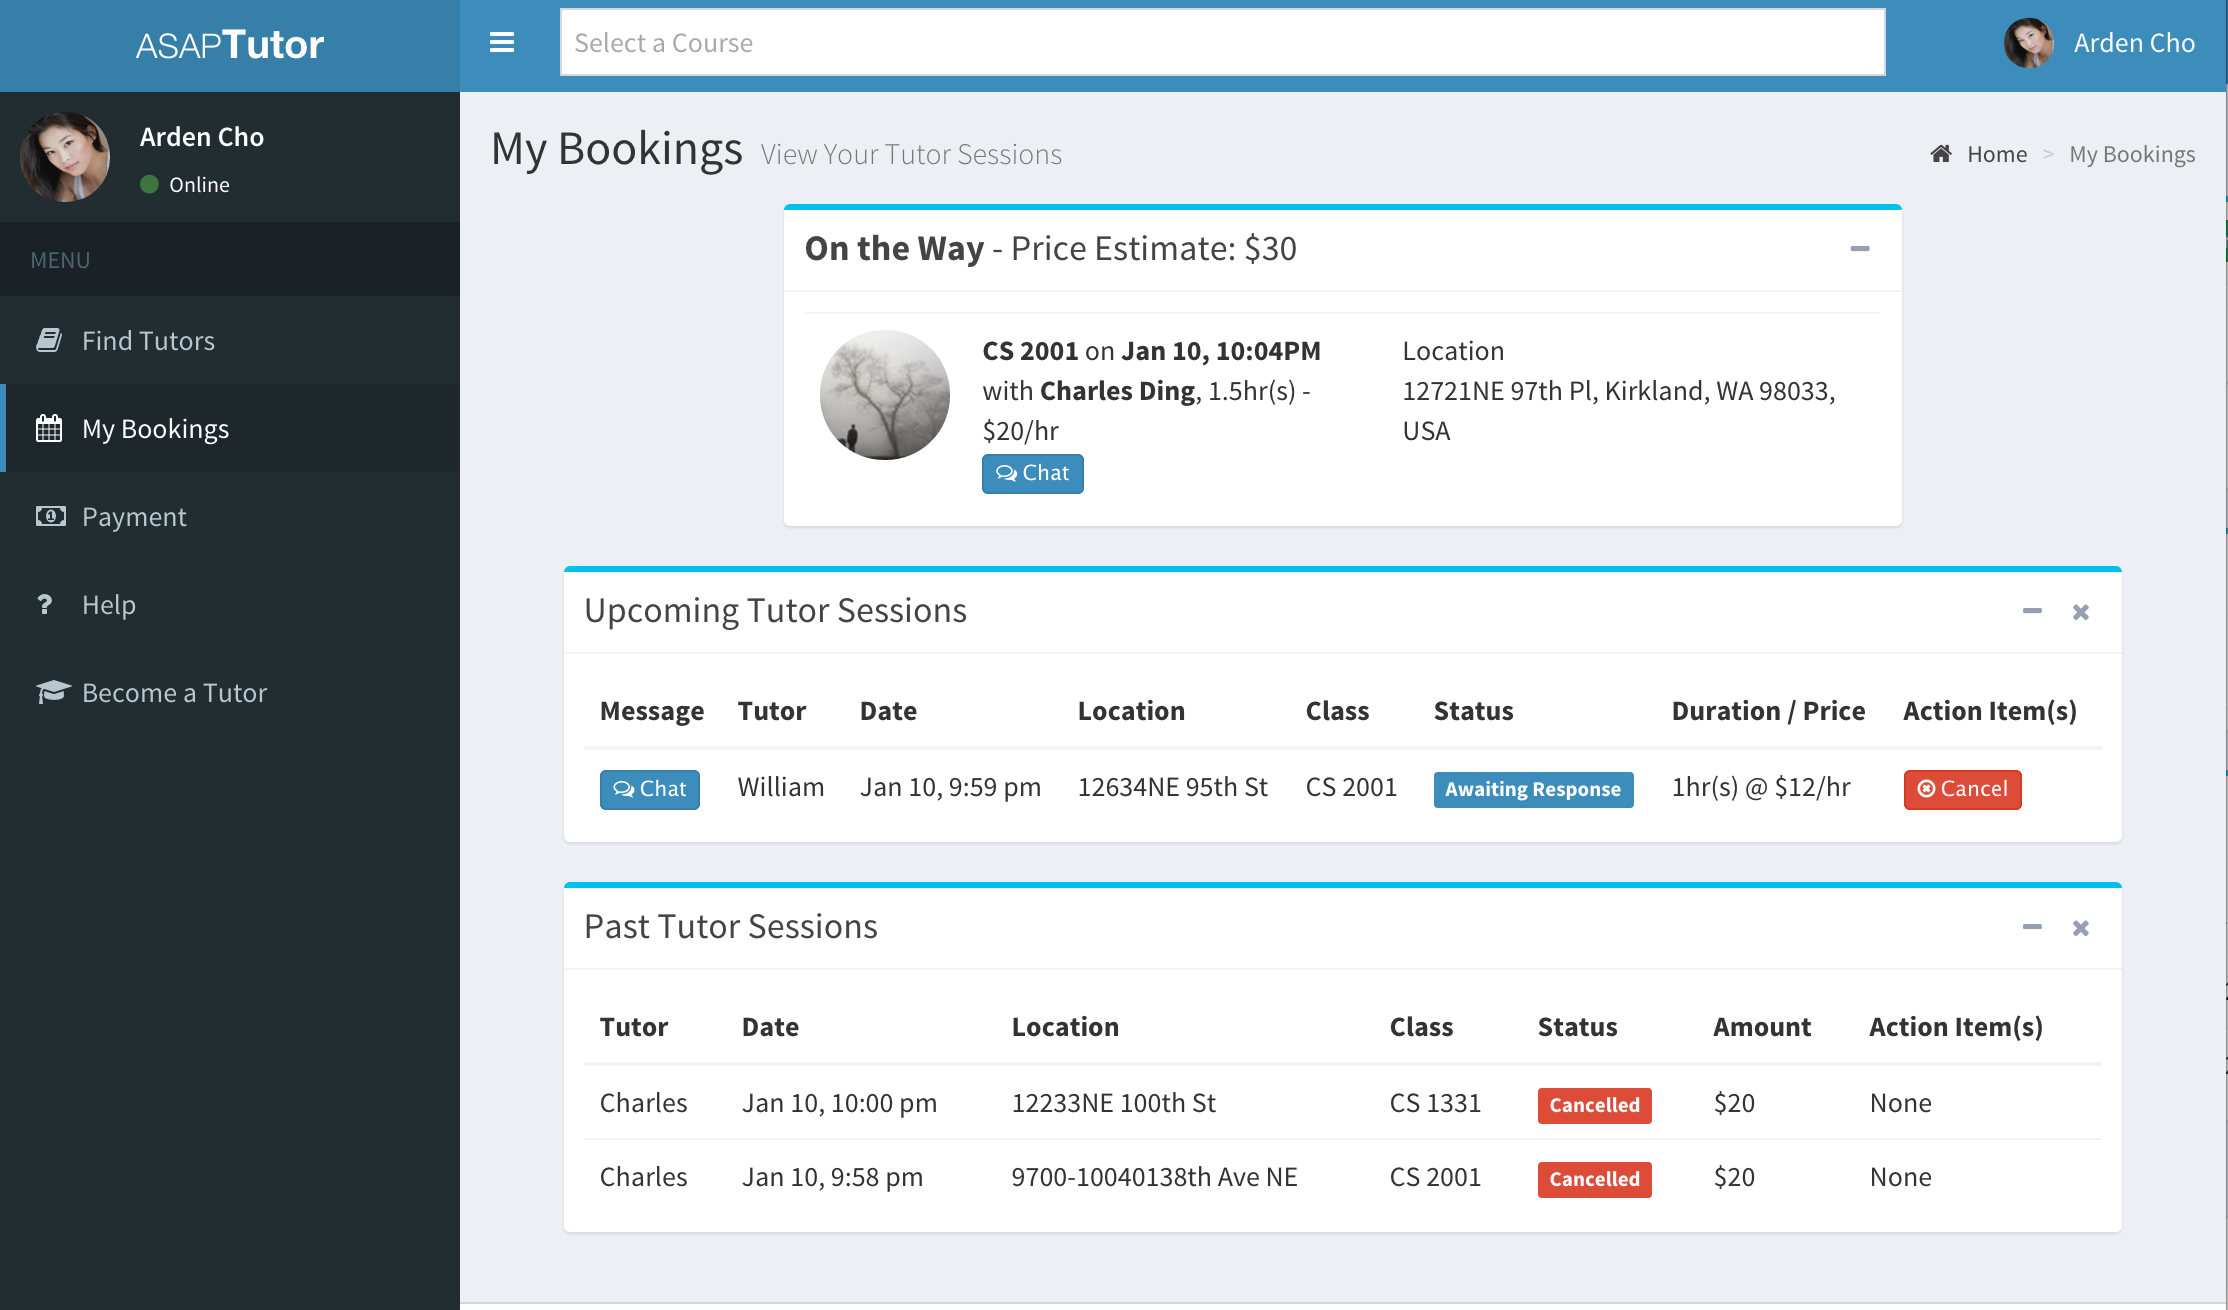 ASAPTutor
Select a Course
Arden Cho
Arden Cho
Online
MENU
Find Tutors
My Bookings
Payment
Help
Become a Tutor
My Bookings View Your Tutor Sessions
Home > My Bookings
On the Way - Price Estimate: $30
CS 2001 on Jan 10, 10:04PM
with Charles Ding, 1.5hr(s) -
$20/hr
Chat
Location
12721NE 97th Pl, Kirkland, WA 98033,
USA
Upcoming Tutor Sessions
Message Tutor Date Location Class Status Duration / Price Action Item(s)
Chat William Jan 10, 9:59 pm 12634NE 95th St CS 2001 Awaiting Response 1hr(s) @ $12/hr Cancel
Past Tutor Sessions
Tutor Date Location Class Status Amount Action Item(s)
Charles Jan 10, 10:00 pm 12233NE 100th St CS 1331 Cancelled $20 None
Charles Jan 10, 9:58 pm 9700-10040138th Ave NE CS 2001 Cancelled $20 None